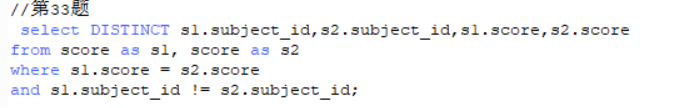 //第33题
select DISTINCT s1.subject_id,s2.subject_id,s1.score,s2.score
from score as s1, score as s2
where s1.score = s2.score
and s1.subject_id != s2.subject_id;